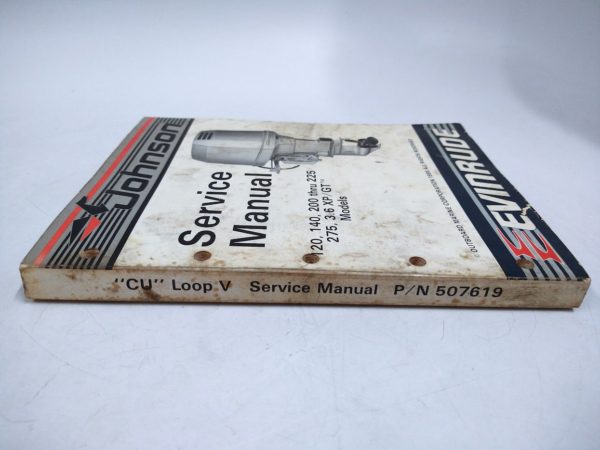 Johnson
Service
Manual
120, 140, 200 thru 225
275, 3.6 XP/GT™
Models
EVINRUDE
"CU" Loop V Service Manual P/N 507619